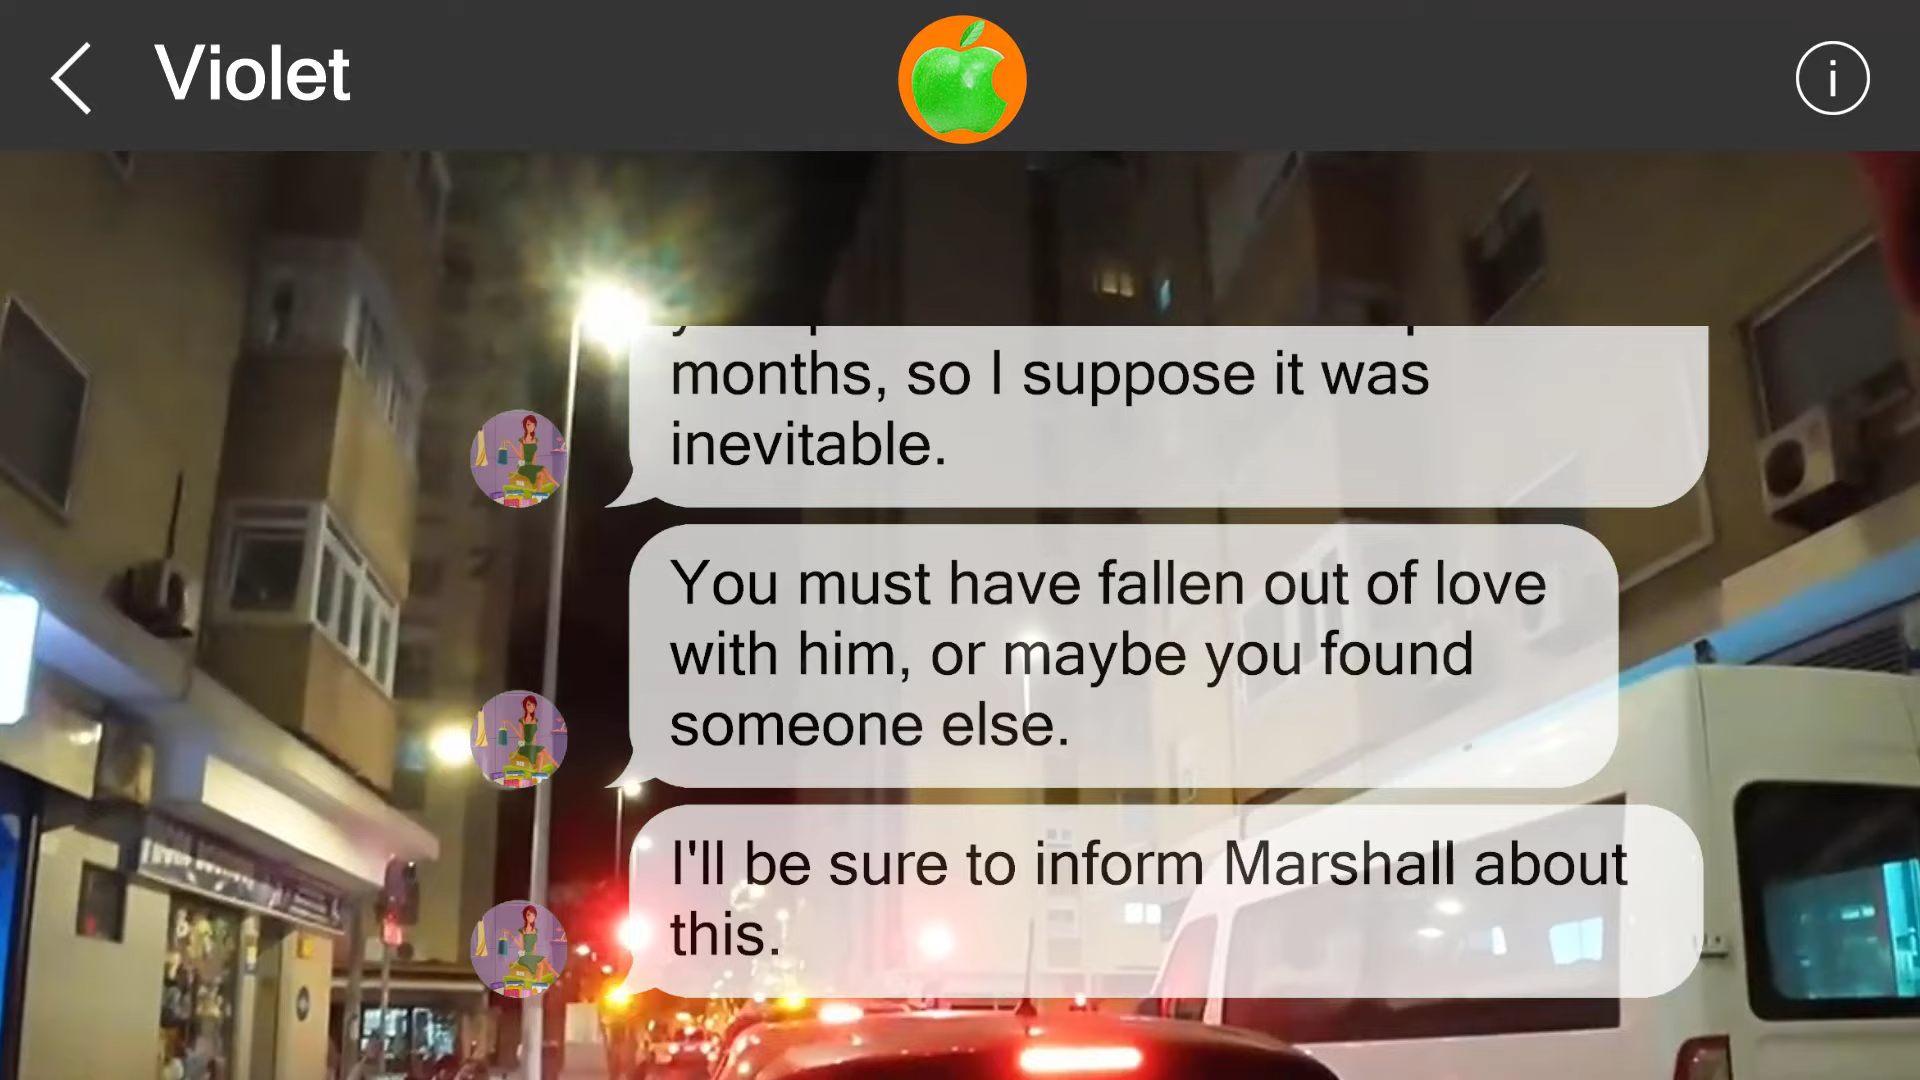 Violet
months, so I suppose it was
inevitable.
You must have fallen out of love
with him, or maybe you found
someone else.
I'll be sure to inform Marshall about
this.